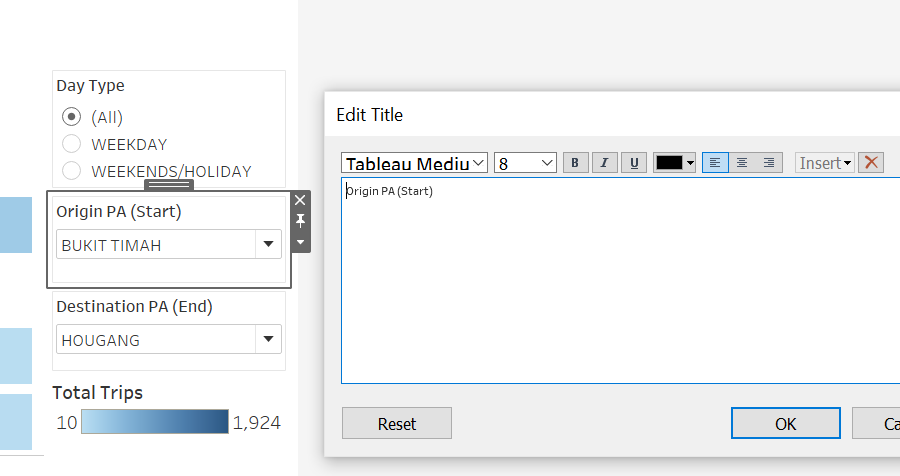 Day Type
(All)
WEEKDAY
WEEKENDS/HOLIDAY
Origin PA (Start)
BUKIT TIMAH
Destination PA (End)
HOUGANG
Total Trips
10 1,924
Edit Title
Tableau Mediu 8 B I U Insert
Origin PA (Start)
Reset OK Ca